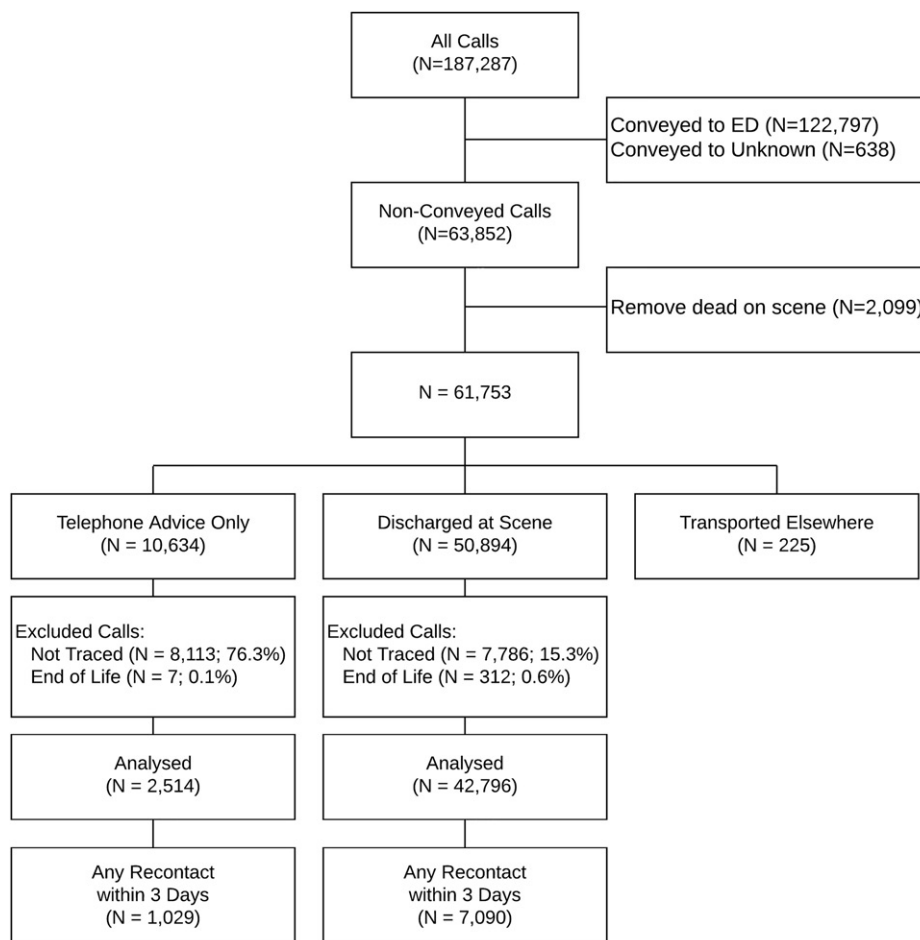 All Calls
(N=187,287)
Conveyed to ED (N=122,797)
Conveyed to Unknown (N=638)
Non-Conveyed Calls
(N=63,852)
Remove dead on scene (N=2,099)
N = 61,753
Telephone Advice Only
(N = 10,634)
Discharged at Scene
(N = 50,894)
Transported Elsewhere
(N = 225)
Excluded Calls:
Not Traced (N = 8,113; 76.3%)
End of Life (N = 7; 0.1%)
Excluded Calls:
Not Traced (N = 7,786; 15.3%)
End of Life (N = 312; 0.6%)
Analysed
(N = 2,514)
Analysed
(N = 42,796)
Any Recontact
within 3 Days
(N = 1,029)
Any Recontact
within 3 Days
(N = 7,090)